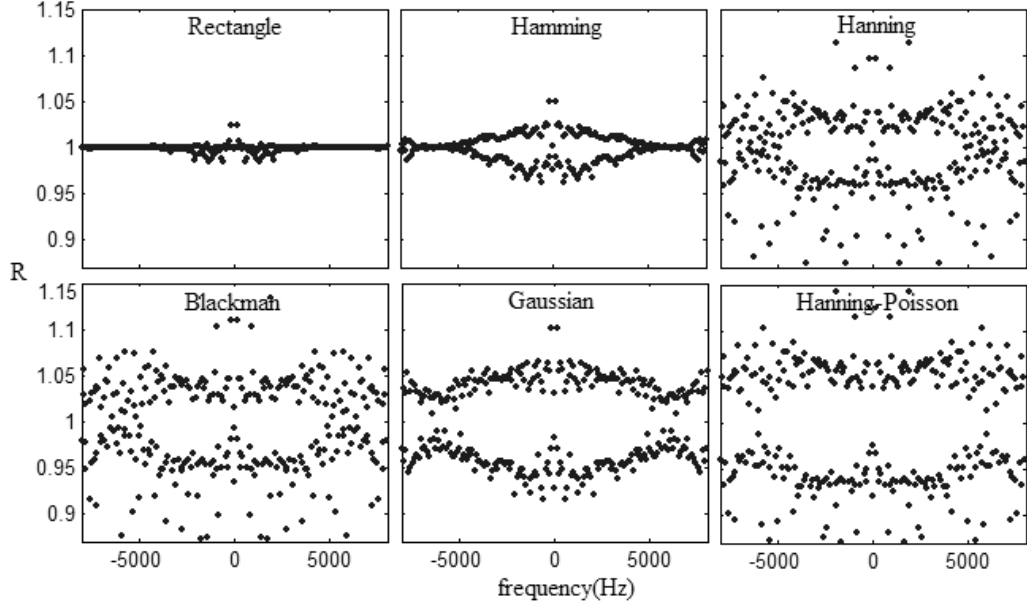 1.15 Rectangle Hamming Hanning
1.1
1.05
1
0.95
0.9
R
1.15 Blackman Gaussian Hanning-Poisson
1.1
1.05
1
0.95
0.9
-5000 0 5000 -5000 0 5000 -5000 0 5000
frequency(Hz)